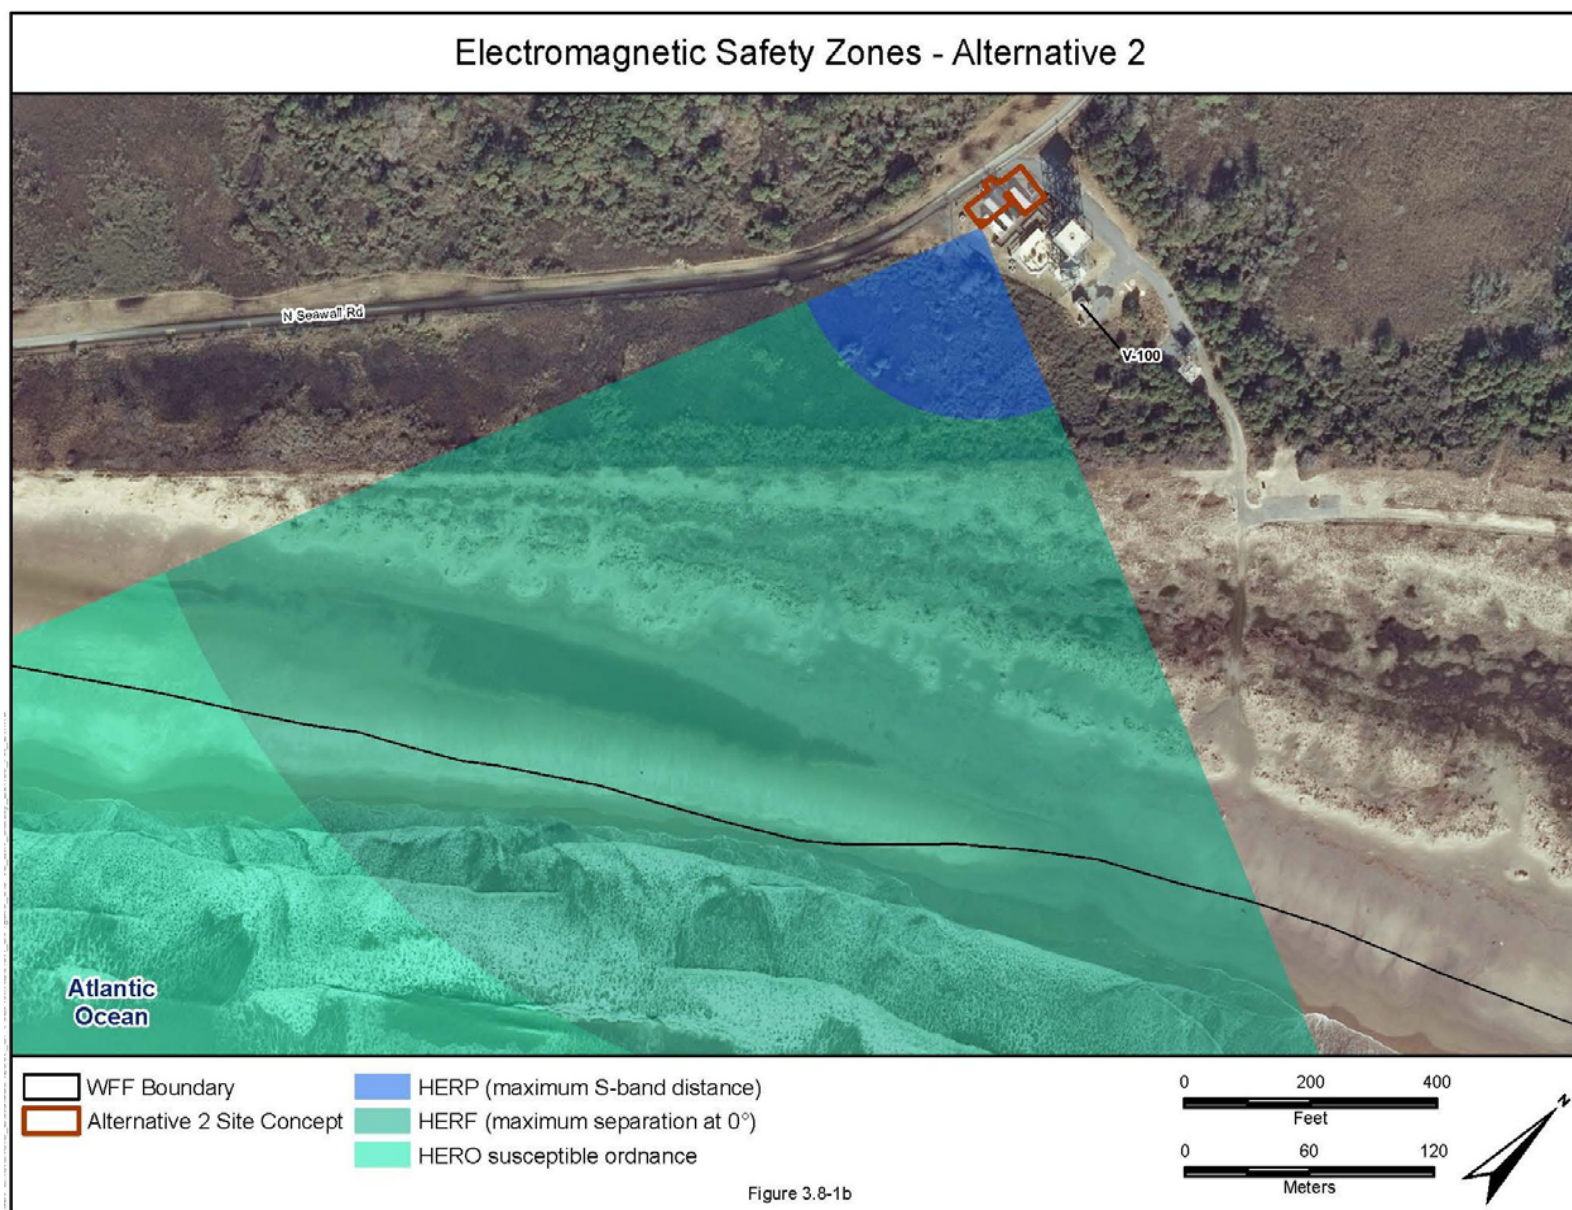 Electromagnetic Safety Zones - Alternative 2
N Seawall Rd
V-100
Atlantic
Ocean
WFF Boundary
Alternative 2 Site Concept
HERP (maximum S-band distance)
HERF (maximum separation at 0°)
HERO susceptible ordnance
0 200 400
Feet
0 60 120
Meters
N
Figure 3.8-1b